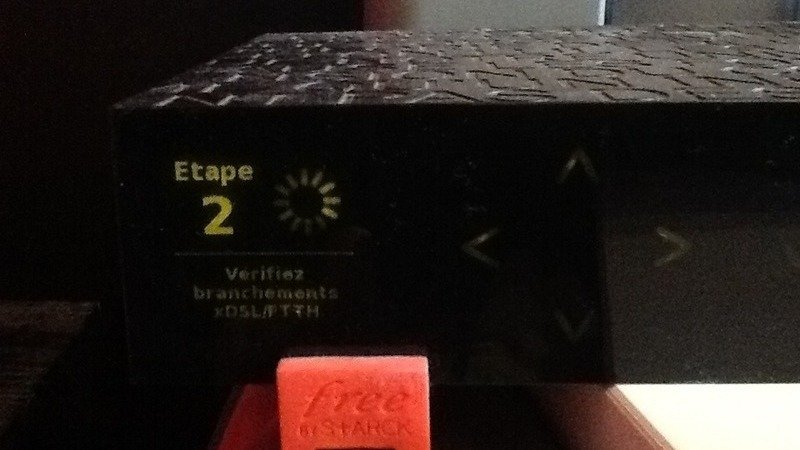 Etape
2
Verifiez
branchements
xDSL/FTTH
free
BY STARCK